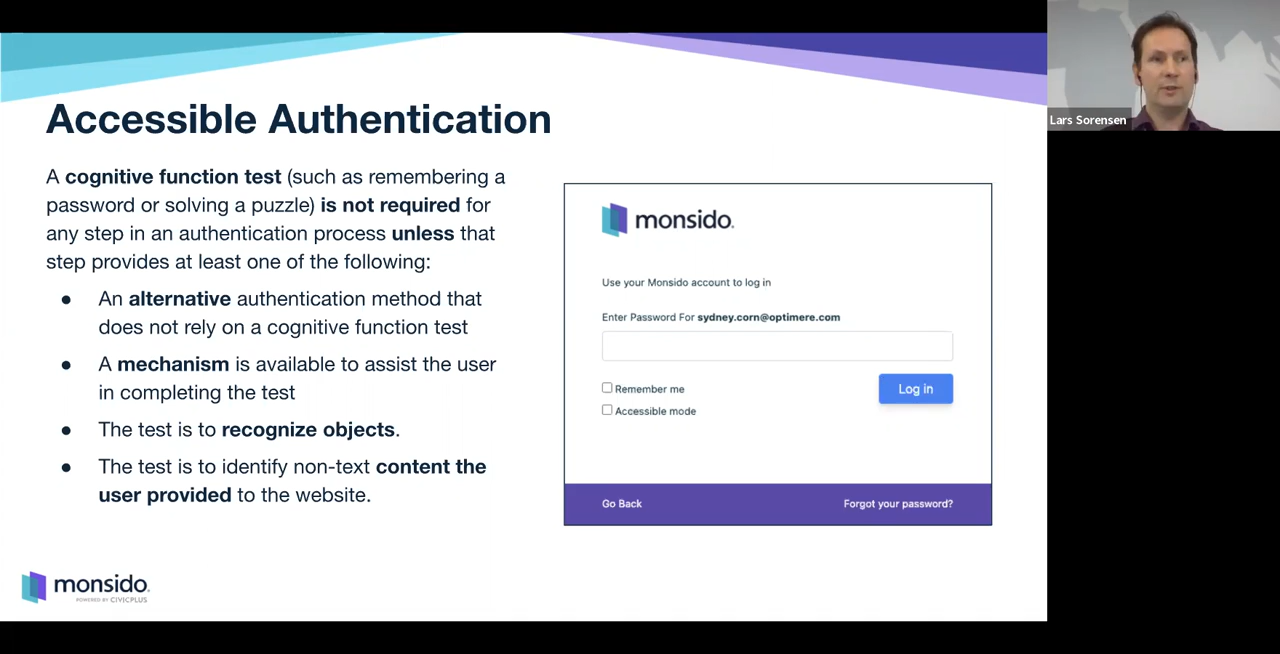 Accessible Authentication
A cognitive function test (such as remembering a
password or solving a puzzle) is not required for
any step in an authentication process unless that
step provides at least one of the following:
● An alternative authentication method that
does not rely on a cognitive function test
● A mechanism is available to assist the user
in completing the test
● The test is to recognize objects.
● The test is to identify non-text content the
user provided to the website.
monsido.
Use your Monsido account to log in
Enter Password For sydney.corn@optimere.com
Remember me
Log in
Accessible mode
Go Back
Forgot your password?
monsido.
POWERED BY CIVICPLUS
Lars Sorensen